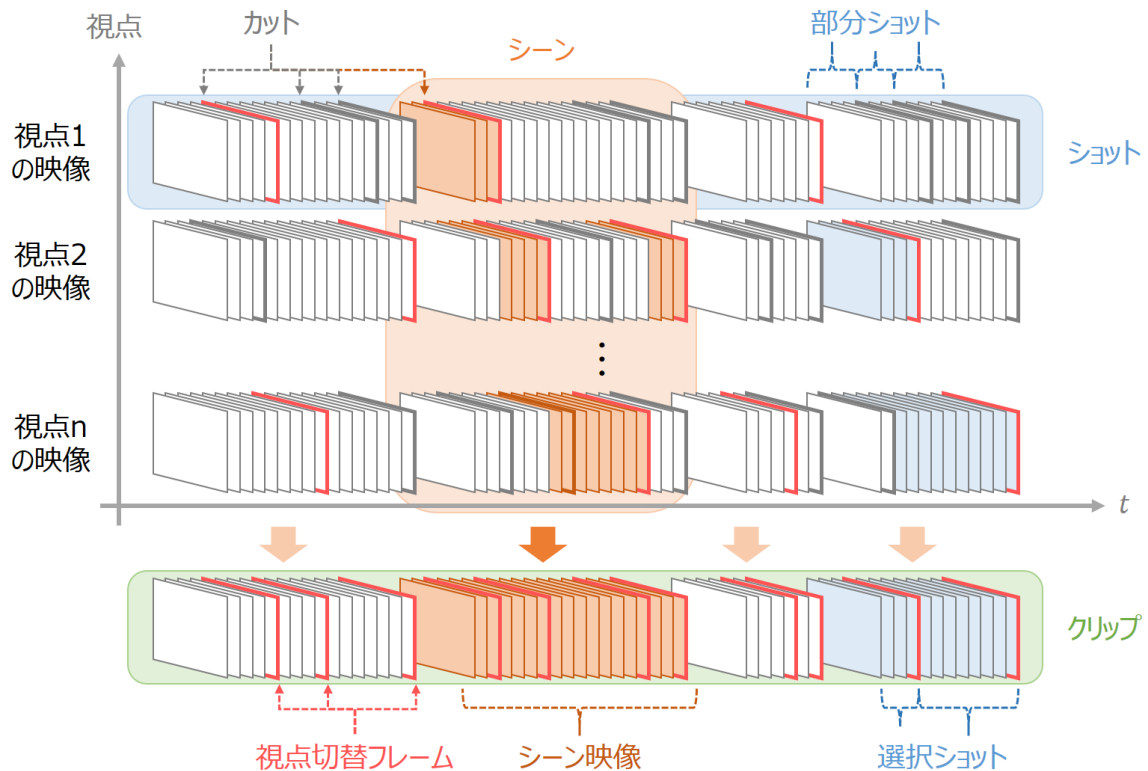 視点
カット
シーン
部分ショット
視点1
の映像
ショット
視点2
の映像
⋮
視点n
の映像
t
クリップ
視点切替フレーム
シーン映像
選択ショット